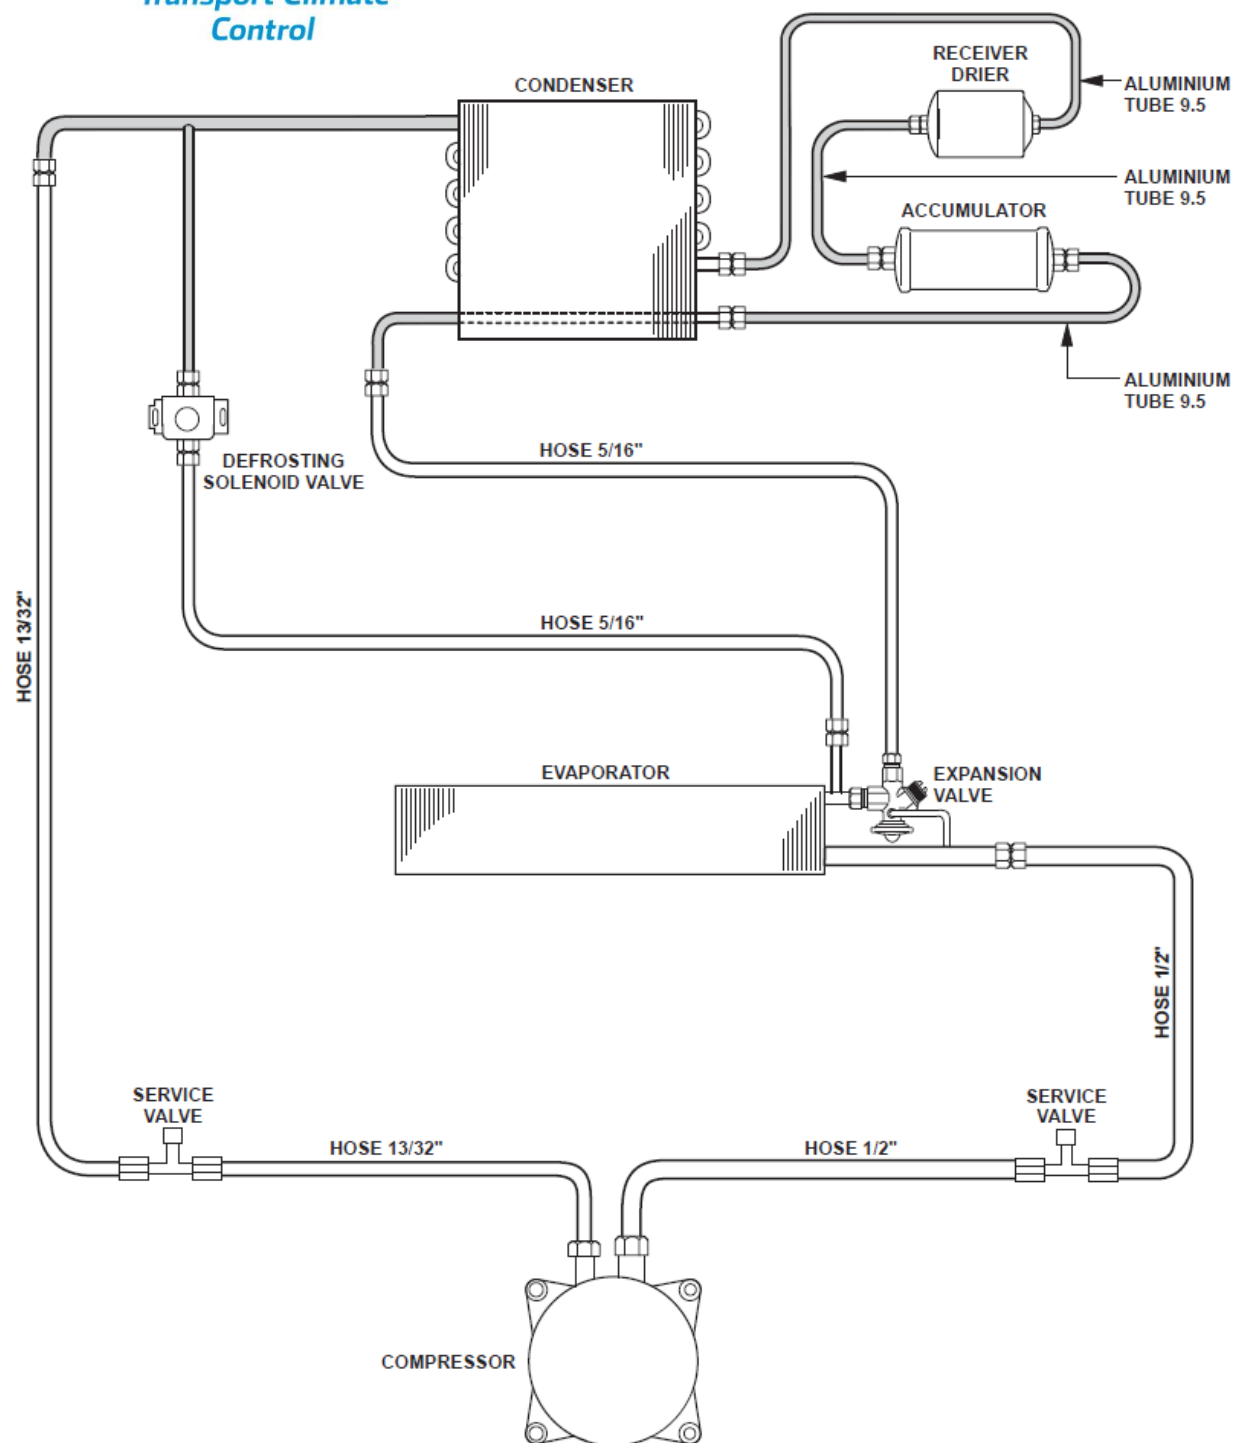 Transport Climate
Control
CONDENSER
RECEIVER
DRIER
ALUMINIUM
TUBE 9.5
ALUMINIUM
TUBE 9.5
ACCUMULATOR
ALUMINIUM
TUBE 9.5
HOSE 5/16"
DEFROSTING
SOLENOID VALVE
HOSE 13/32"
HOSE 5/16"
EVAPORATOR
EXPANSION
VALVE
HOSE 1/2"
SERVICE
VALVE
SERVICE
VALVE
HOSE 13/32"
HOSE 1/2"
COMPRESSOR